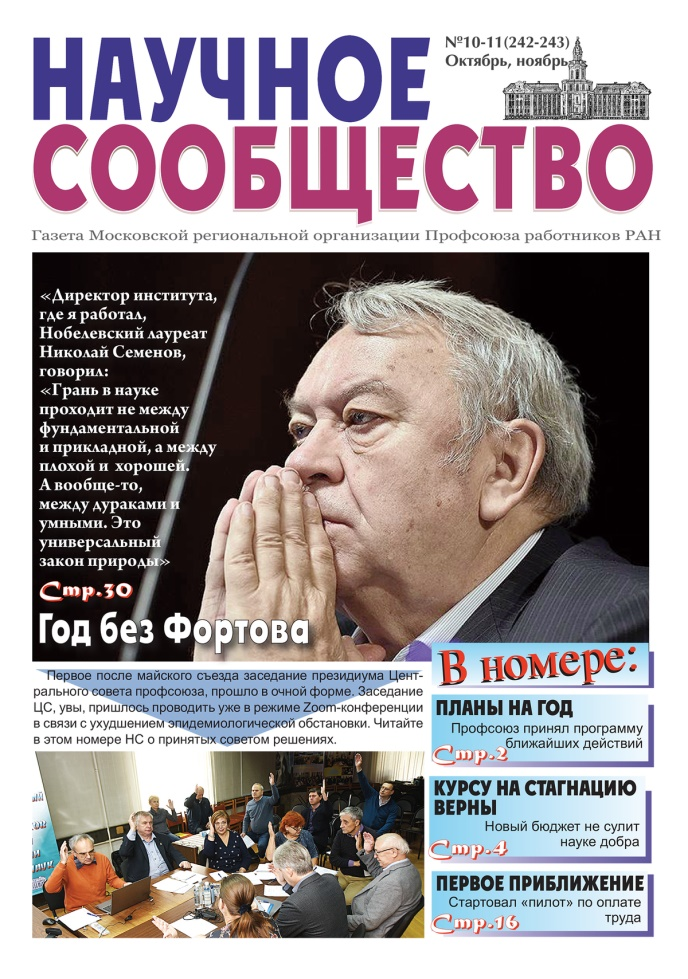 НАУЧНОЕ
СООБЩЕСТВО
№10-11(242-243)
Октябрь, ноябрь
Газета Московской региональной организации Профсоюза работников РАН
«Директор института,
где я работал,
Нобелевский лауреат
Николай Семенов,
говорил:
«Грань в науке
проходит не между
фундаментальной
и прикладной, а между
плохой и хорошей.
А вообще-то,
между дураками и
умными. Это
универсальный
закон природы»
Стр.30
Год без Фортова
Первое после майского съезда заседание президиума Цент-
рального совета профсоюза, прошло в очной форме. Заседание
ЦС, увы, пришлось проводить уже в режиме Zoom-конференции
в связи с ухудшением эпидемиологической обстановки. Читайте
в этом номере НС о принятых советом решениях.
В номере:
ПЛАНЫ НА ГОД
Профсоюз принял программу
ближайших действий
Стр.2
КУРСУ НА СТАГНАЦИЮ
ВЕРНЫ
Новый бюджет не сулит
науке добра
Стр.4
ПЕРВОЕ ПРИБЛИЖЕНИЕ
Стартовал «пилот» по оплате
труда
Стр.16